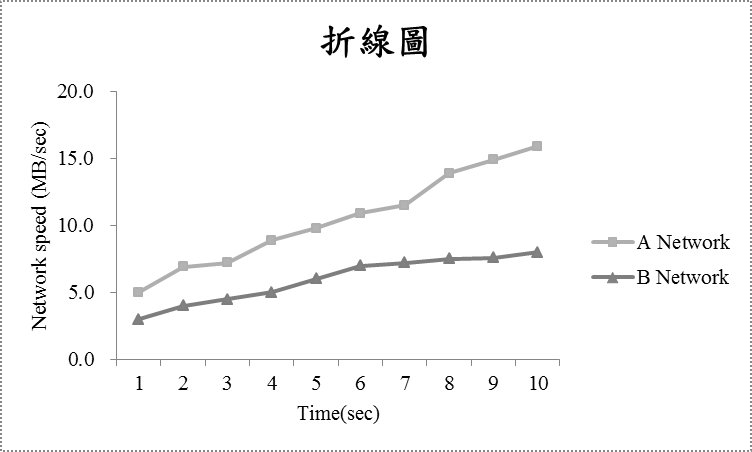 折線圖
Network speed (MB/sec)
20.0
15.0
10.0
5.0
0.0
1 2 3 4 5 6 7 8 9 10
Time(sec)
A Network
B Network